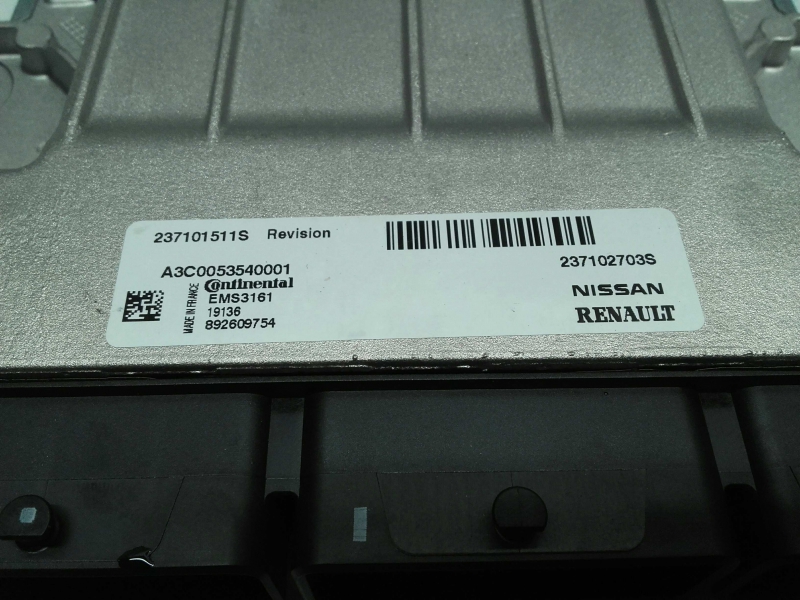 237101511S Revision
237102703S
A3C0053540001
Continental
EMS3161
19136
892609754
MADE IN FRANCE
NISSAN
RENAULT